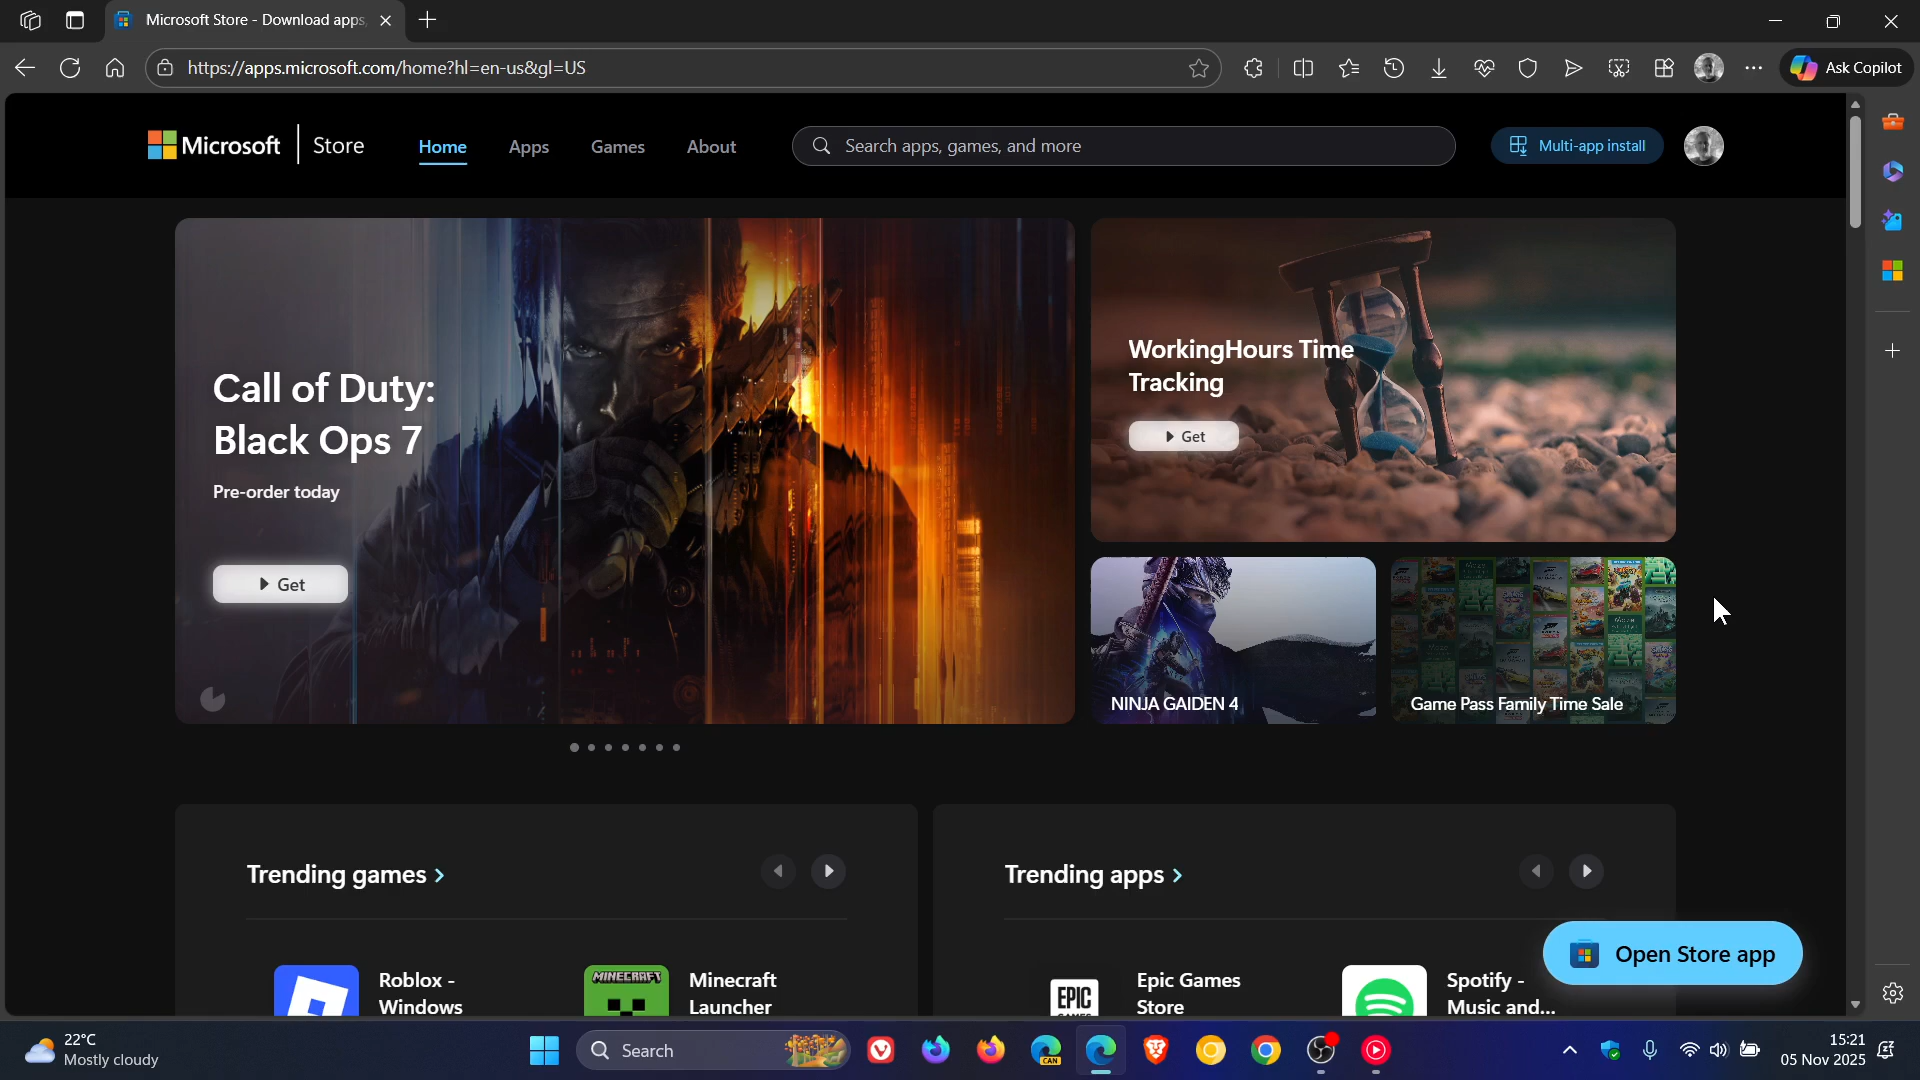 Microsoft Store - Download apps,
https://apps.microsoft.com/home?hl=en-us&gl=US
Ask Copilot
Microsoft
Store
Home
Apps
Games
About
Search apps, games, and more
Multi-app install
Call of Duty:
Black Ops 7
Pre-order today
Get
WorkingHours Time
Tracking
Get
NINJA GAIDEN 4
Game Pass Family Time Sale
Trending games
Trending apps
Roblox -
Windows
MINECRAFT
Minecraft
Launcher
EPIC
Epic Games
Store
Spotify -
Music and...
Open Store app
22°C
Mostly cloudy
Search
CAN
15:21
05 Nov 2025